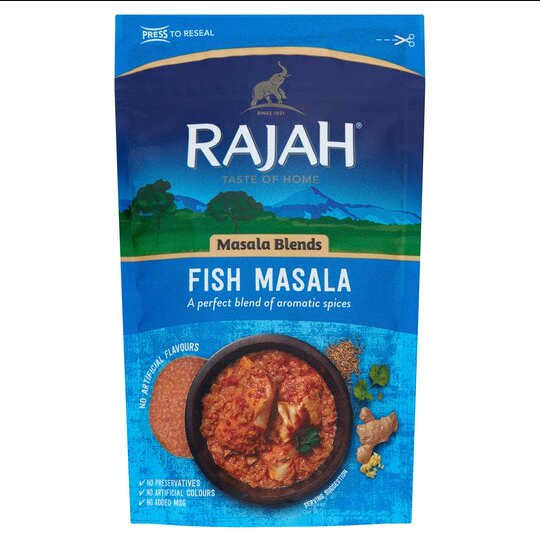 PRESS TO RESEAL
SINCE 1931
RAJAH®
TASTE OF HOME
Masala Blends
FISH MASALA
A perfect blend of aromatic spices
NO ARTIFICIAL FLAVOURS
✓ NO PRESERVATIVES
✓ NO ARTIFICIAL COLOURS
✓ NO ADDED MSG
SERVING SUGGESTION